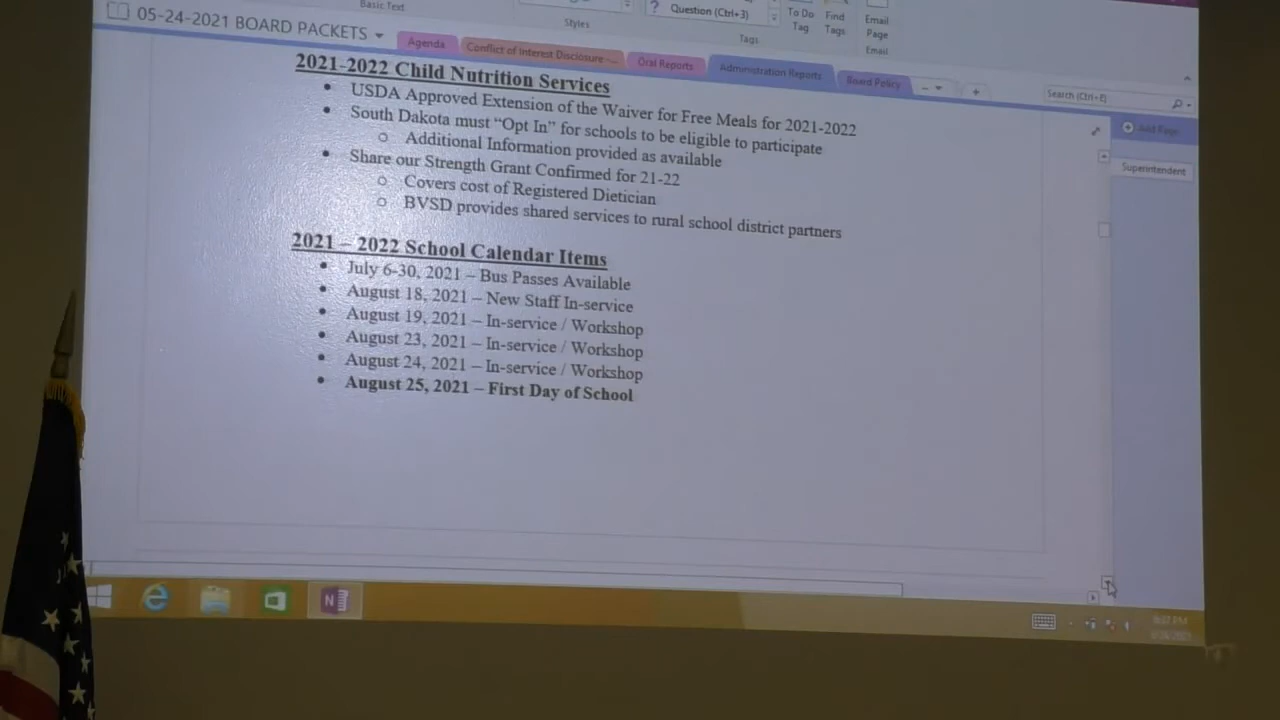 Basic Text
Styles
Question (Ctrl+3)
Tags
To Do
Tag
Find
Tags
Email
Page
Email
05-24-2021 BOARD PACKETS
Agenda
Conflict of Interest Disclosure -...
Oral Reports
Administration Reports
Board Policy
Search (Ctrl+E)
Add Page
Superintendent
2021-2022 Child Nutrition Services
• USDA Approved Extension of the Waiver for Free Meals for 2021-2022
• South Dakota must “Opt In” for schools to be eligible to participate
o Additional Information provided as available
• Share our Strength Grant Confirmed for 21-22
o Covers cost of Registered Dietician
o BVSD provides shared services to rural school district partners
2021 – 2022 School Calendar Items
• July 6-30, 2021 – Bus Passes Available
• August 18, 2021 – New Staff In-service
• August 19, 2021 – In-service / Workshop
• August 23, 2021 – In-service / Workshop
• August 24, 2021 – In-service / Workshop
• August 25, 2021 – First Day of School